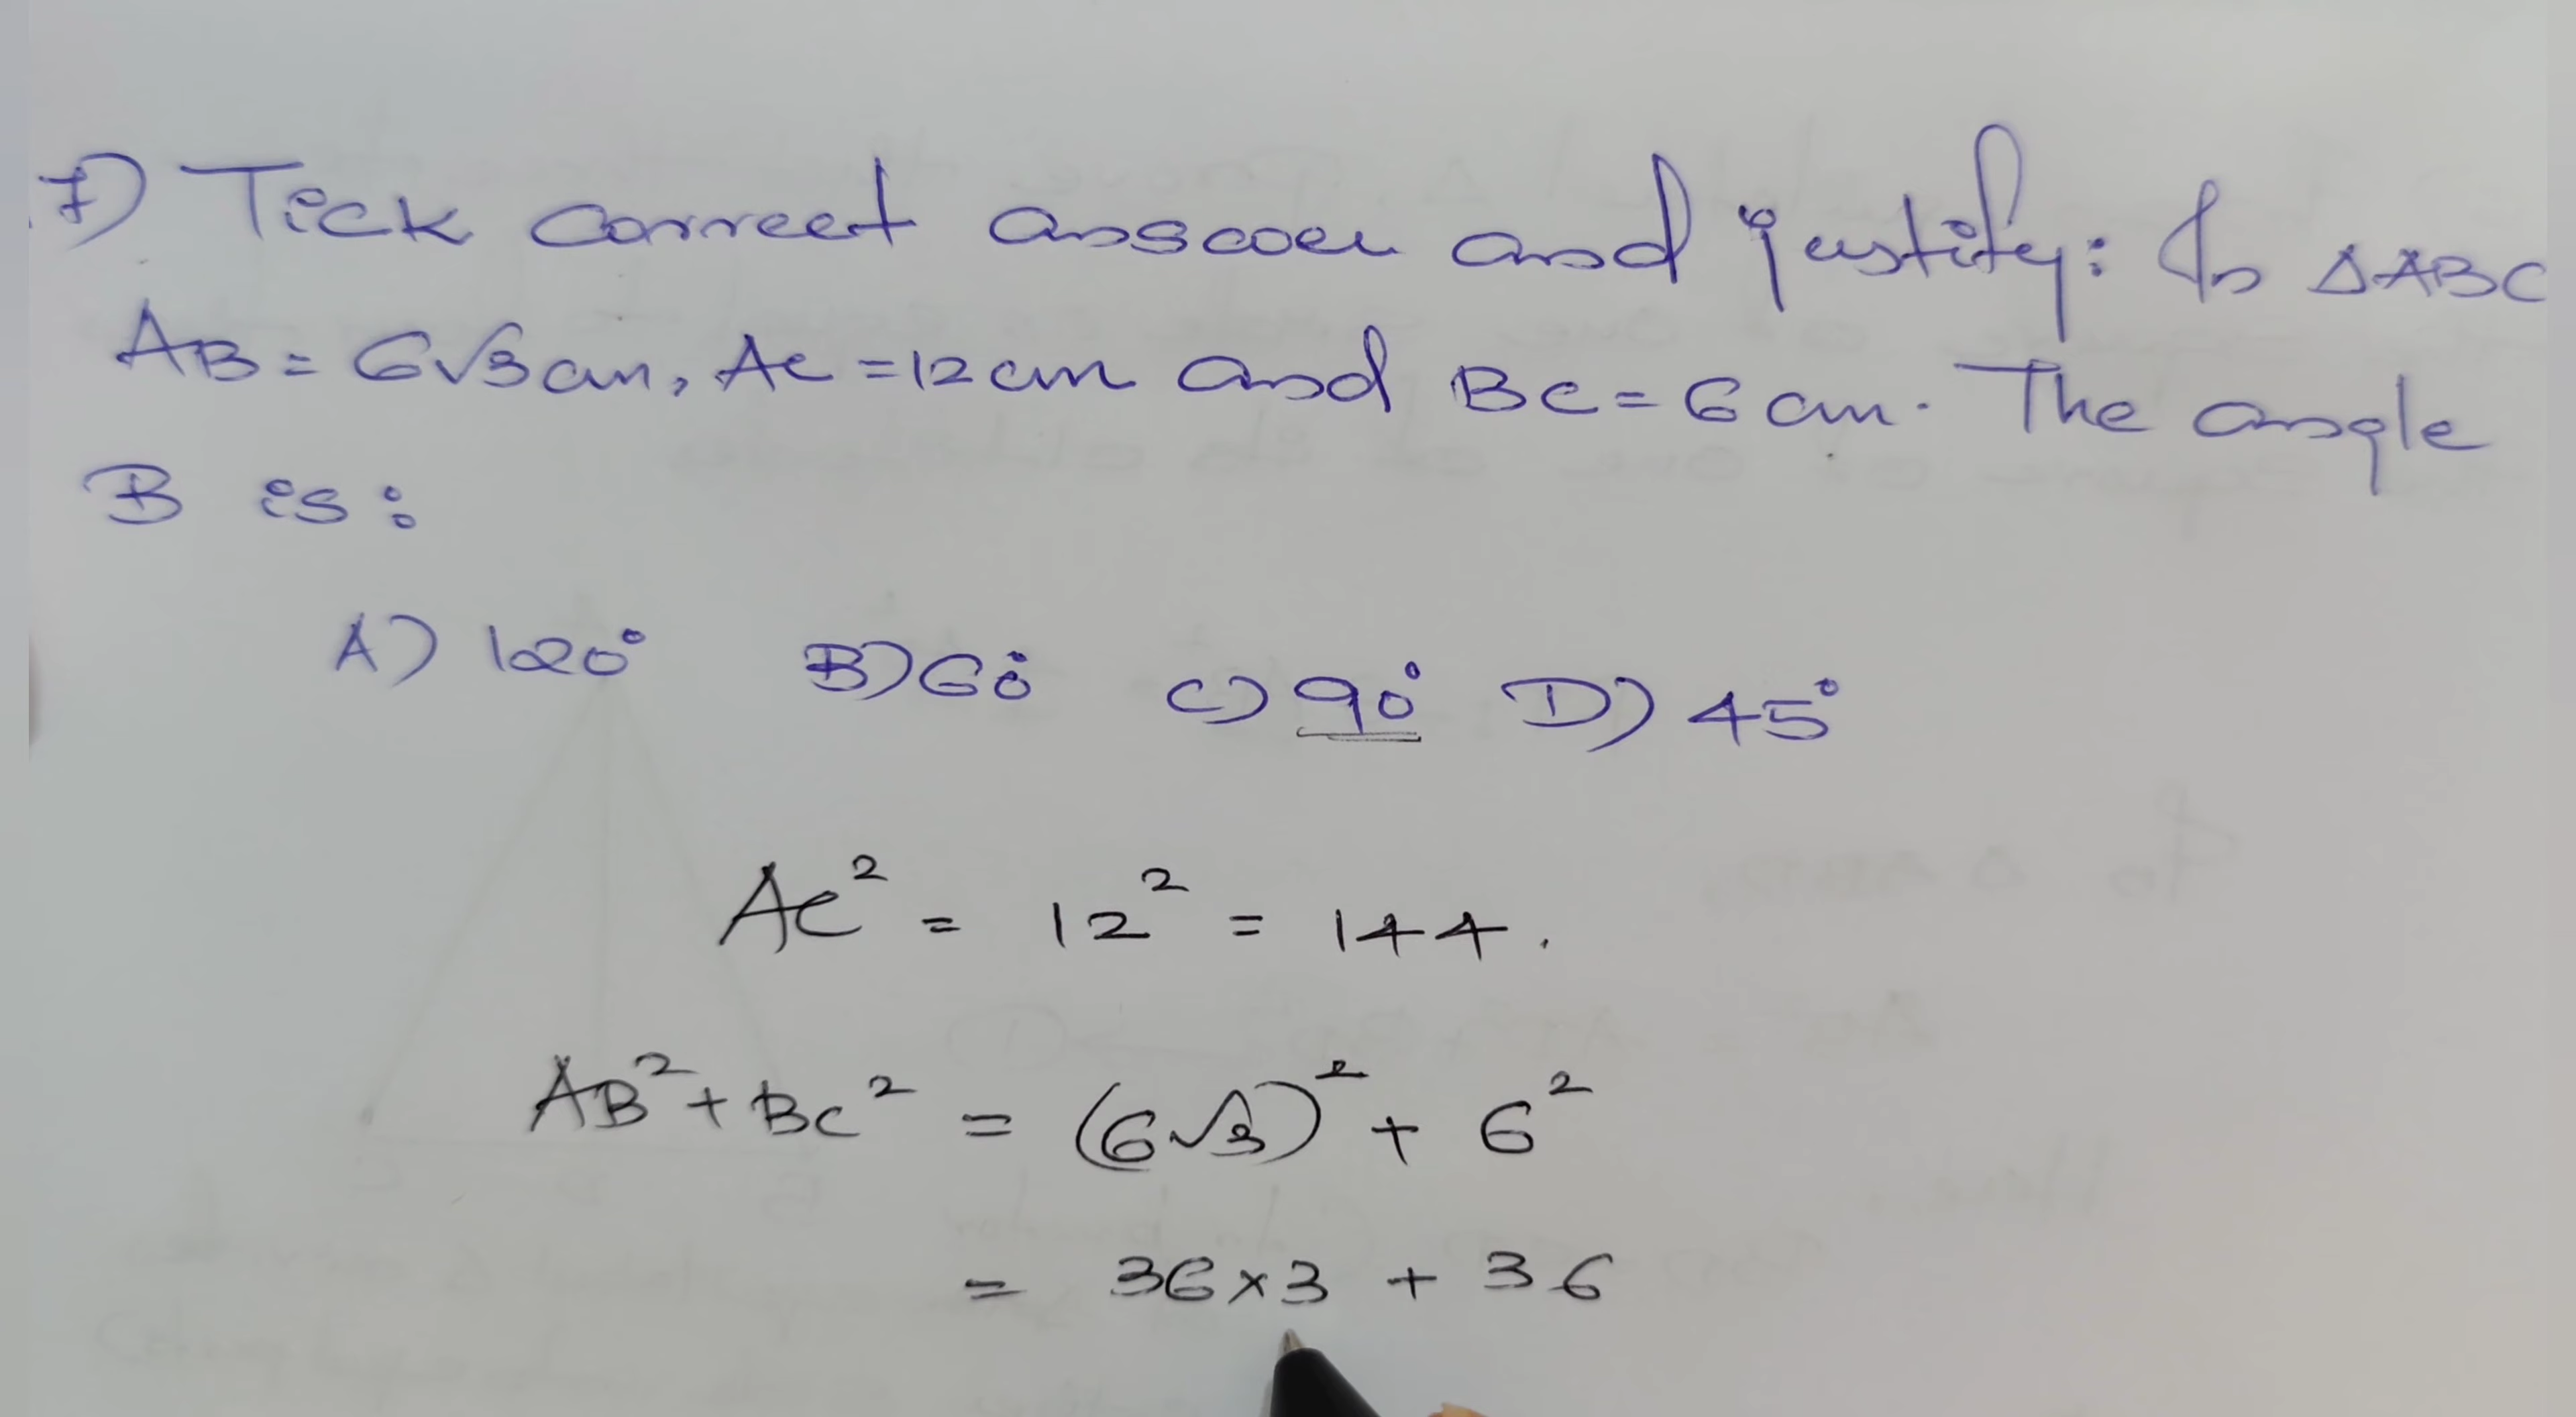 7) Tick correct answer and justify: In △ABC
AB = 6√3 cm, AC = 12 cm and BC = 6 cm. The angle
B is:
A) 120° B) 60° C) 90° D) 45°
AC² = 12² = 144.
AB² + BC² = (6√3)² + 6²
= 36 × 3 + 36